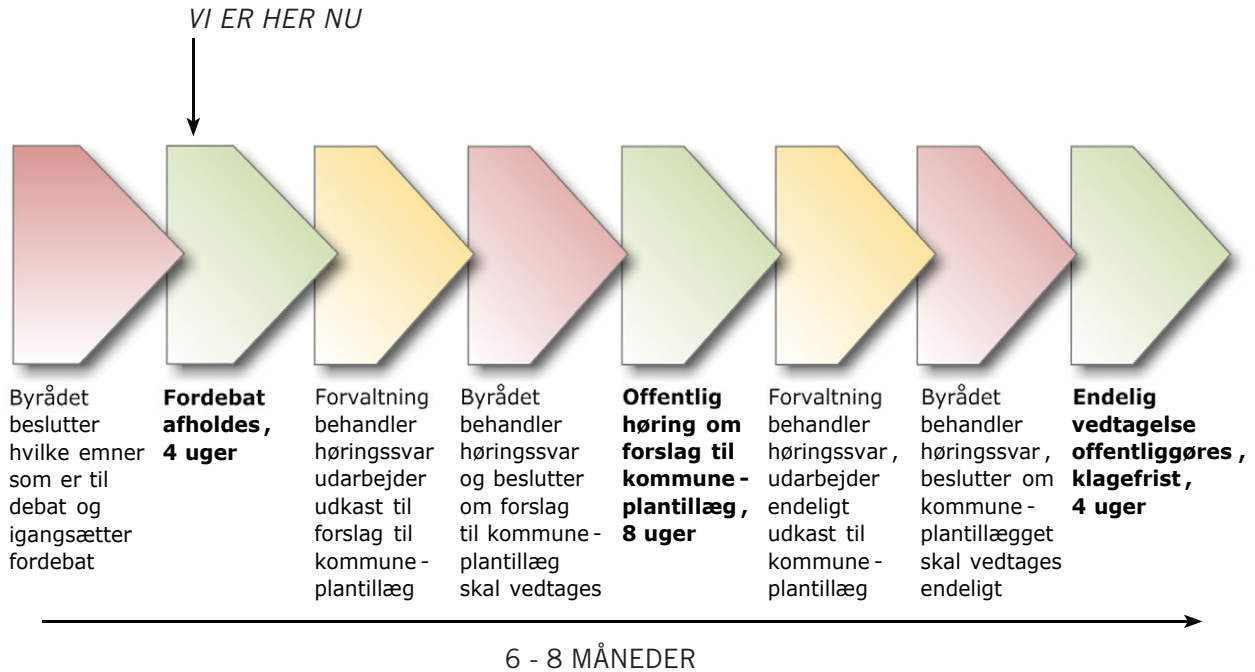 VI ER HER NU
Byrådet
beslutter
hvilke emner
som er til
debat og
igangsætter
fordebat
Fordebat
afholdes,
4 uger
Forvaltning
behandler
høringssvar
udarbejder
udkast til
forslag til
kommune-
plantillæg
Byrådet
behandler
høringssvar
og beslutter
om forslag
til kommune-
plantillæg
skal vedtages
Offentlig
høring om
forslag til
kommune-
plantillæg,
8 uger
Forvaltning
behandler
høringssvar,
udarbejder
endeligt
udkast til
kommune-
plantillæg
Byrådet
behandler
høringssvar,
beslutter om
kommune-
plantillægget
skal vedtages
endeligt
Endelig
vedtagelse
offentliggøres,
klagefrist,
4 uger
6 - 8 MÅNEDER